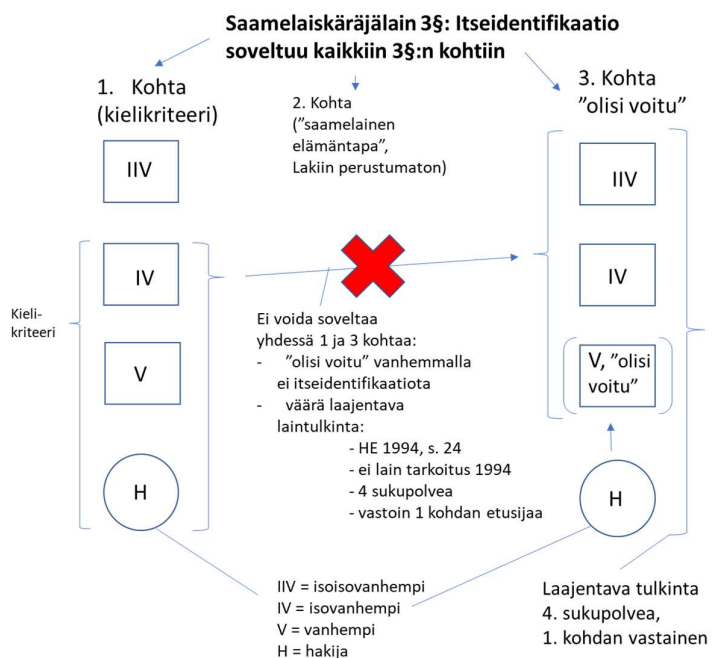 Saamelaiskäräjälain 3§: Itseidentifikaatio
soveltuu kaikkiin 3§:n kohtiin
1. Kohta
(kielikriteeri)
2. Kohta
("saamelainen
elämäntapa",
Lakiin perustumaton)
3. Kohta
"olisi voitu"
IIV
IV
V
H
Kieli-
kriteeri
Ei voida soveltaa
yhdessä 1 ja 3 kohtaa:
- "olisi voitu" vanhemmalla
ei itseidentifikaatiota
- väärä laajentava
laintulkinta:
- HE 1994, s. 24
- ei lain tarkoitus 1994
- 4 sukupolvea
- vastoin 1 kohdan etusijaa
IIV
IV
V, "olisi
voitu"
H
IIV = isoisovanhempi
IV = isovanhempi
V = vanhempi
H = hakija
Laajentava tulkinta
4. sukupolvea,
1. kohdan vastainen